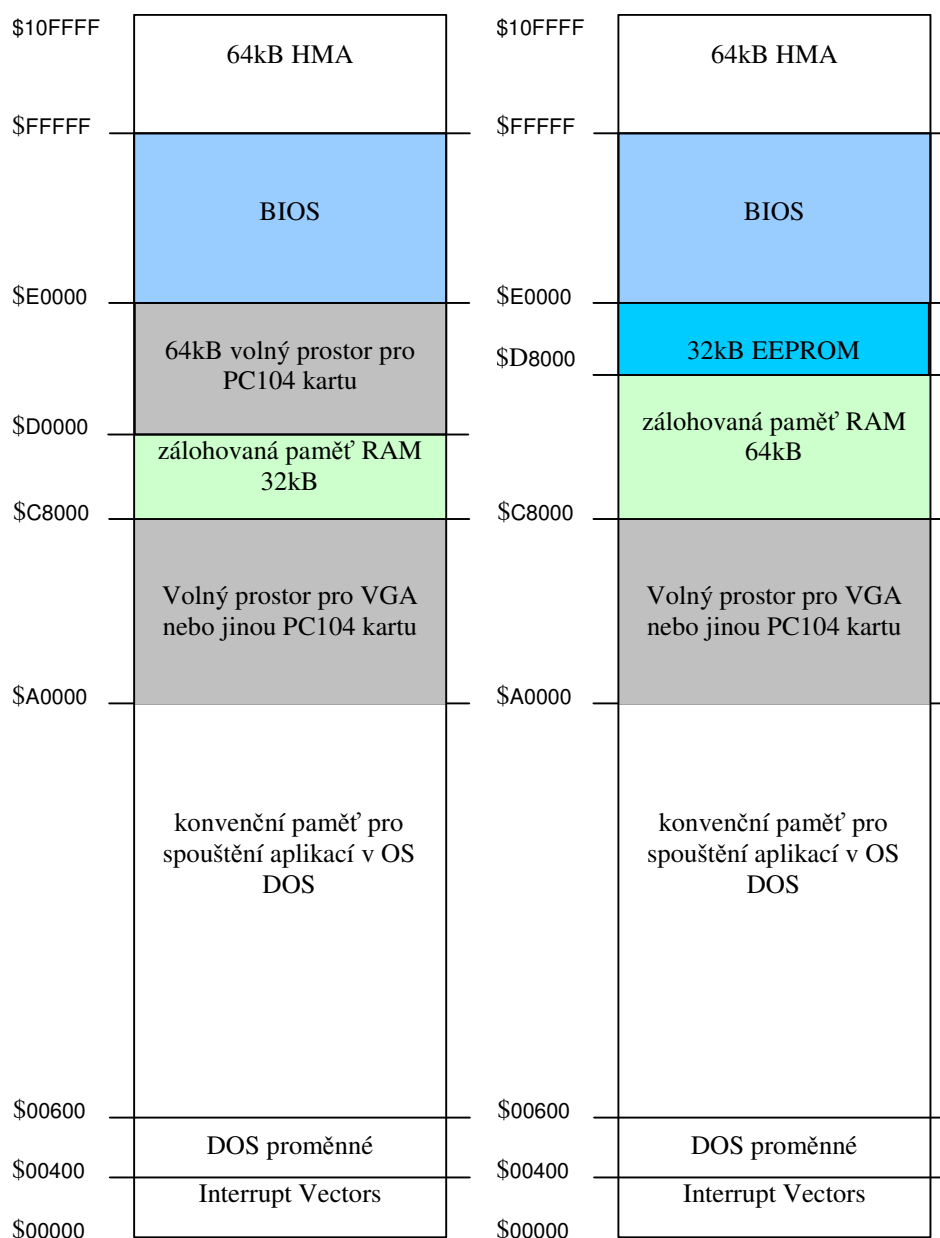 $10FFFF
64kB HMA
$FFFFF
BIOS
$E0000
64kB volný prostor pro
PC104 kartu
$D0000
zálohovaná paměť RAM
32kB
$C8000
Volný prostor pro VGA
nebo jinou PC104 kartu
$A0000
konvenční paměť pro
spouštění aplikací v OS
DOS
$00600
DOS proměnné
$00400
Interrupt Vectors
$00000
$10FFFF
64kB HMA
$FFFFF
BIOS
$E0000
32kB EEPROM
$D8000
zálohovaná paměť RAM
64kB
$C8000
Volný prostor pro VGA
nebo jinou PC104 kartu
$A0000
konvenční paměť pro
spouštění aplikací v OS
DOS
$00600
DOS proměnné
$00400
Interrupt Vectors
$00000